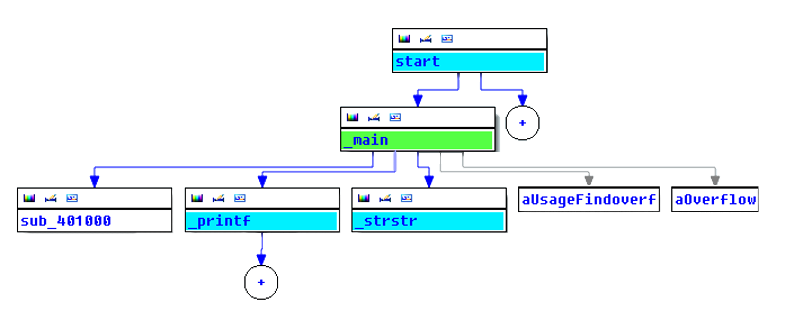 start
_main
+
sub_401000
_printf
_strstr
aUsageFindoverf
aOverflow
+